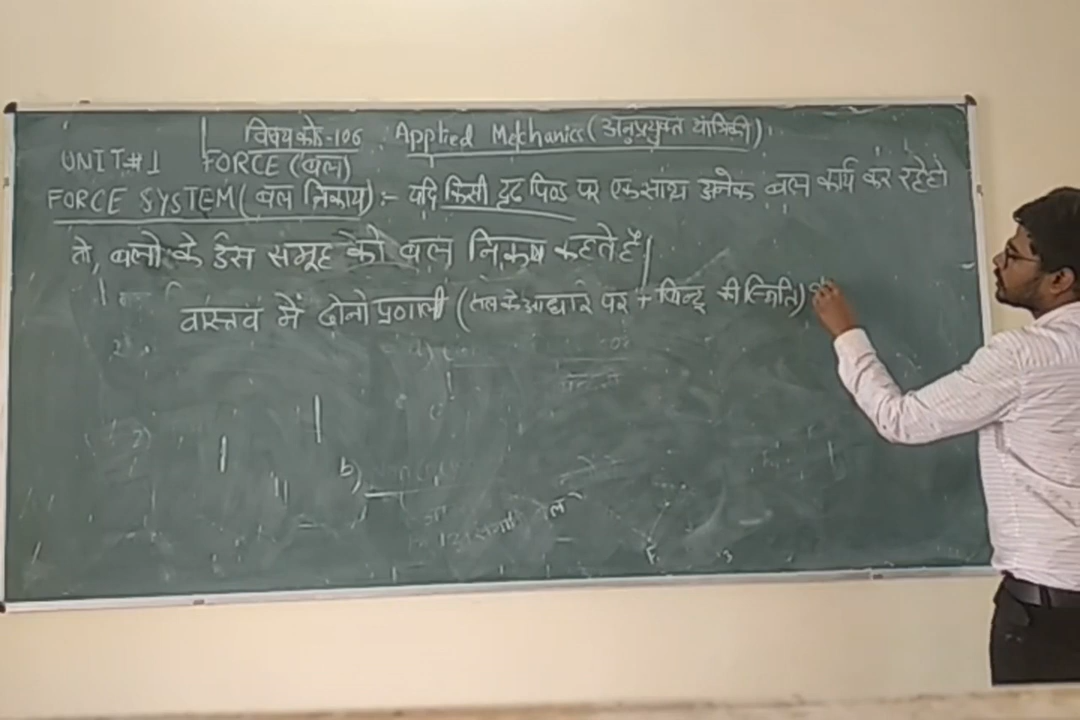 विषय कोड-106 : Applied Mechanics (अनुप्रयुक्त यांत्रिकी)
UNIT#1 FORCE (बल)
FORCE SYSTEM (बल निकाय) :- यदि किसी दृढ पिण्ड पर एक साथ अनेक बल कार्य कर रहे हो
तो, बलो के इस समूह को बल निकाय कहते हैं|
वास्तव में दोनो प्रणाली (तल के आधार पर + बिन्दू की स्थिति)
b)